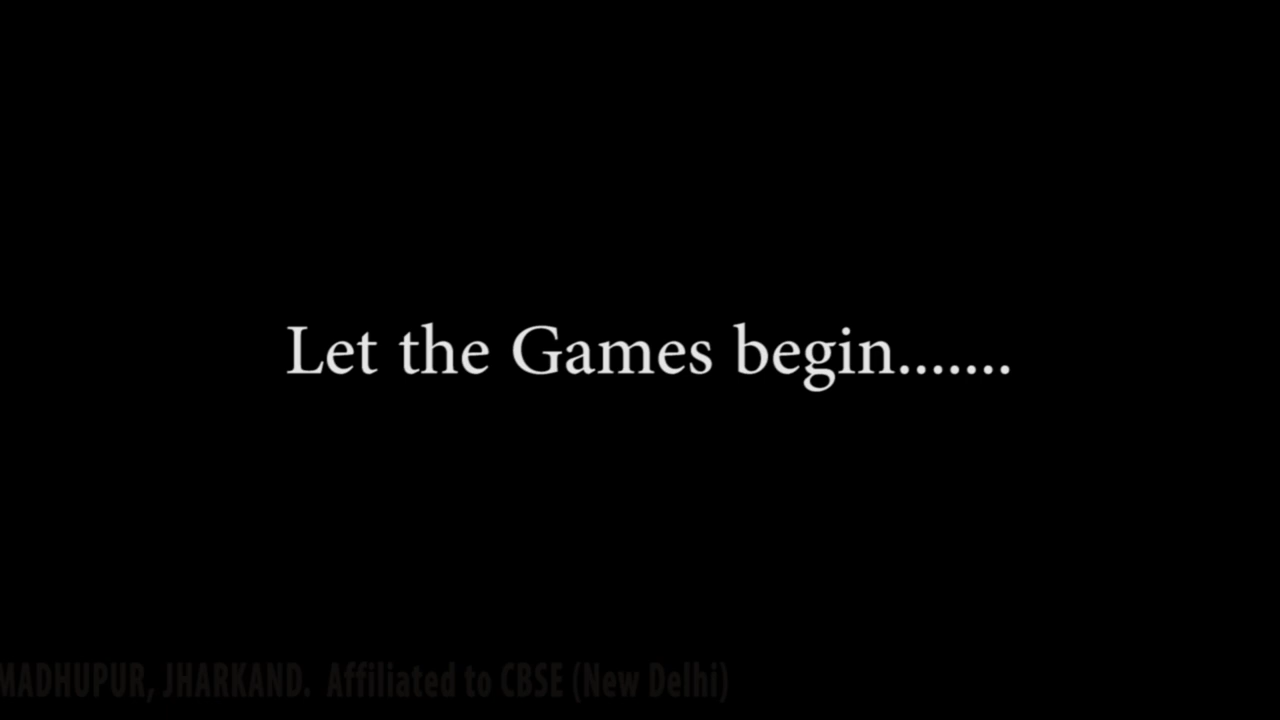 Let the Games begin.......
MADHUPUR, JHARKAND. Affiliated to CBSE (New Delhi)